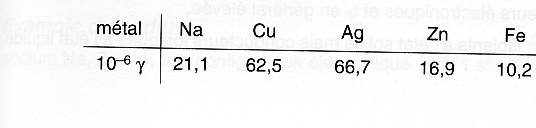 métal Na Cu Ag Zn Fe
10⁻⁶ γ 21,1 62,5 66,7 16,9 10,2